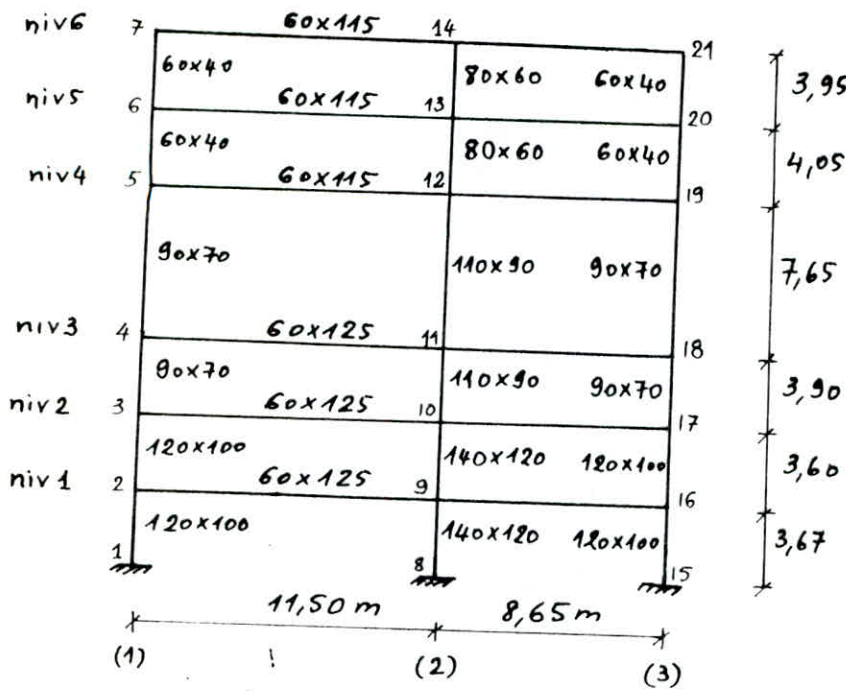 niv6 7 60x115 14 21
60x40 80x60 60x40 3,95
niv5 6 60x115 13 20
60x40 80x60 60x40 4,05
niv4 5 60x115 12 19
90x70 110x90 90x70 7,65
niv3 4 60x125 11 18
90x70 110x90 90x70 3,90
niv2 3 60x125 10 17
120x100 140x120 120x100 3,60
niv1 2 60x125 9 16
120x100 140x120 120x100 3,67
1 8 15
11,50 m 8,65 m
(1) (2) (3)